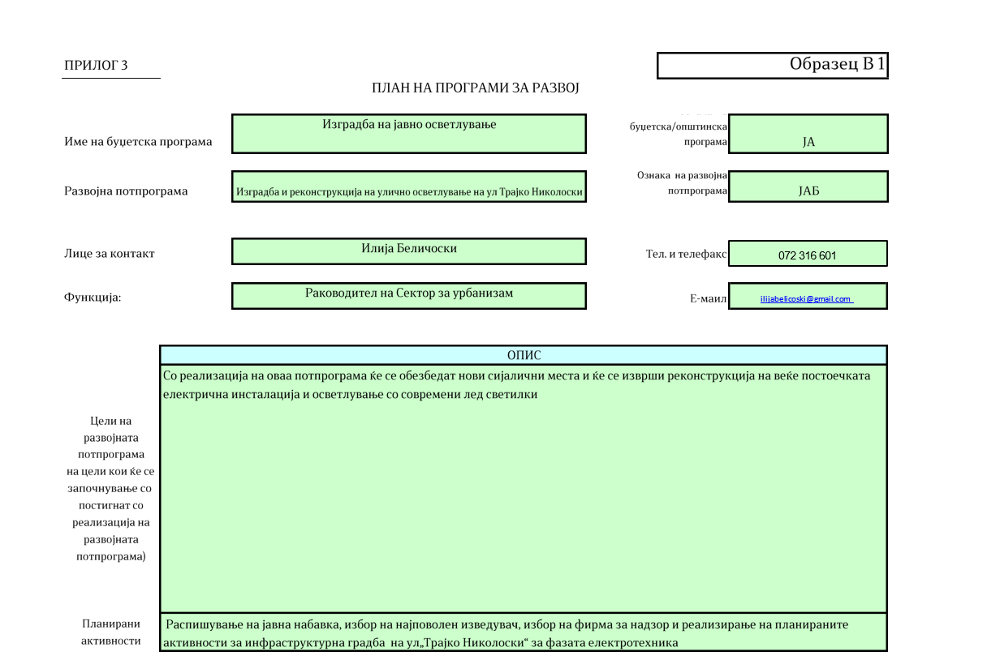 ПРИЛОГ 3
Образец В 1
ПЛАН НА ПРОГРАМИ ЗА РАЗВОЈ
Име на буџетска програма
Изградба на јавно осветлување
буџетска/општинска
програма
ЈА
Развојна потпрограма
Изградба и реконструкција на улично осветлување на ул Трајко Николоски
Ознака на развојна
потпрограма
ЈАБ
Лице за контакт
Илија Беличоски
Тел. и телефакс
072 316 601
Функција:
Раководител на Сектор за урбанизам
Е-маил
ilijabelicoski@gmail.com
ОПИС
Цели на
развојната
потпрограма
на цели кои ќе се
започнување со
постигнат со
реализација на
развојната
потпрограма)
Со реализација на оваа потпрограма ќе се обезбедат нови сијалични места и ќе се изврши реконструкција на веќе постоечката
електрична инсталација и осветлување со современи лед светилки
Планирани
активности
Распишување на јавна набавка, избор на најповолен изведувач, избор на фирма за надзор и реализирање на планираните
активности за инфраструктурна градба на ул„Трајко Николоски“ за фазата електротехника